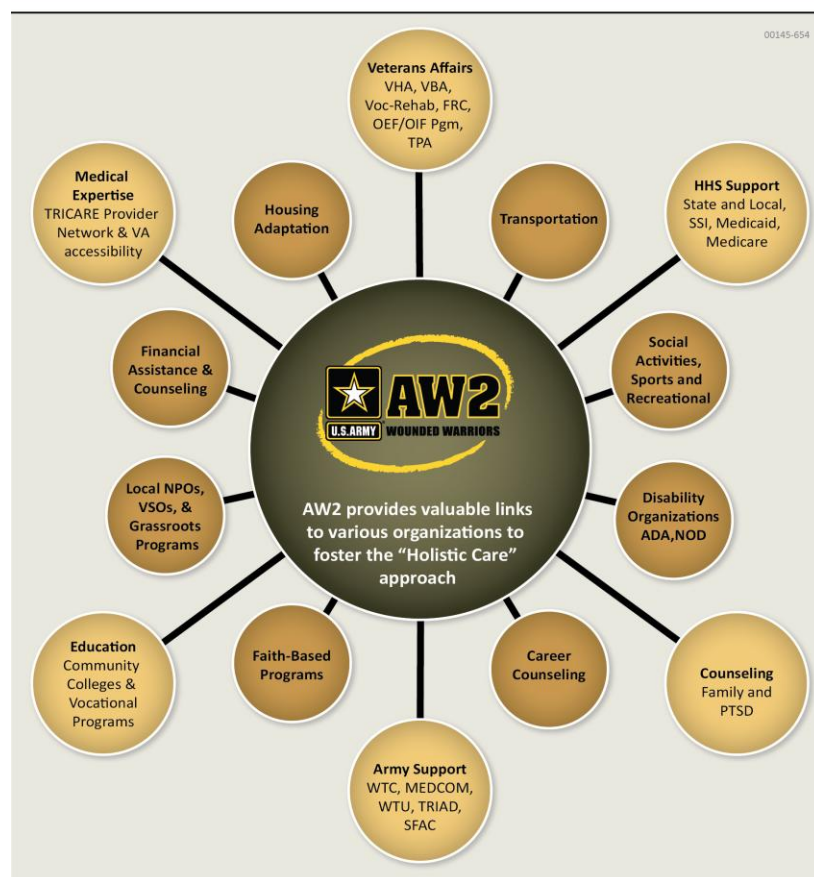 00145-654
Veterans Affairs
VHA, VBA,
Voc-Rehab, FRC,
OEF/OIF Pgm,
TPA
Medical
Expertise
TRICARE Provider
Network & VA
accessibility
Housing
Adaptation
Transportation
HHS Support
State and Local,
SSI, Medicaid,
Medicare
Financial
Assistance &
Counseling
Social
Activities,
Sports and
Recreational
AW2
U.S.ARMY
WOUNDED WARRIORS
AW2 provides valuable links
to various organizations to
foster the “Holistic Care”
approach
Local NPOs,
VSOs, &
Grassroots
Programs
Disability
Organizations
ADA,NOD
Education
Community
Colleges &
Vocational
Programs
Faith-Based
Programs
Career
Counseling
Counseling
Family and
PTSD
Army Support
WTC, MEDCOM,
WTU, TRIAD,
SFAC